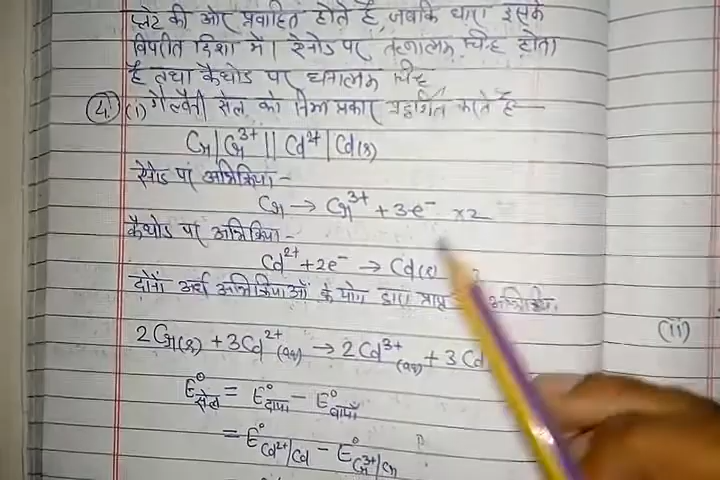 प्लेट की ओर प्रवाहित होते है, जबकि धारा इसके
विपरीत दिशा में। ऐनोड पर ऋणात्मक चिन्ह होता
है तथा कैथोड पर धनात्मक चिन्ह
4. (i) गैल्वेनी सेल को निम्न प्रकार प्रदर्शित करते है—
Cr | Cr³⁺ || Cd²⁺ | Cd(s)
ऐनोड पर अभिक्रिया -
Cr → Cr³⁺ + 3e⁻ ×2
कैथोड पर अभिक्रिया -
Cd²⁺ + 2e⁻ → Cd(s)
दोनों अर्ध अभिक्रियाओं के योग द्वारा प्राप्त अभिक्रिया
2Cr(s) + 3Cd²⁺(aq) → 2Cd³⁺(aq) + 3Cd
(ii)
E°सेल = E°दायाँ − E°बायाँ
= E°Cd²⁺/Cd − E°Cr³⁺/Cr